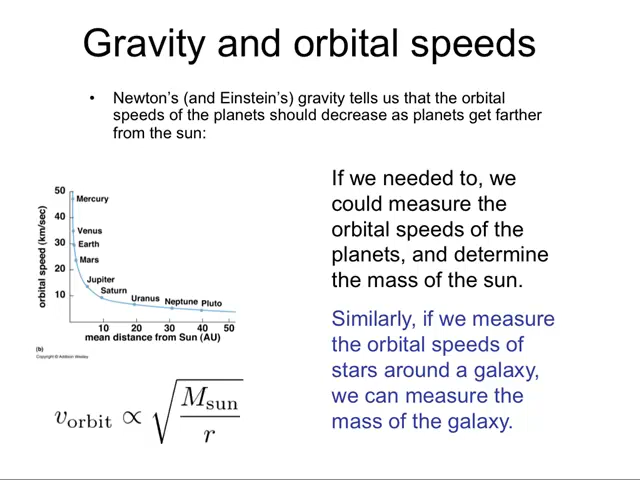 Gravity and orbital speeds
• Newton's (and Einstein's) gravity tells us that the orbital
speeds of the planets should decrease as planets get farther
from the sun:
If we needed to, we
could measure the
orbital speeds of the
planets, and determine
the mass of the sun.
Similarly, if we measure
the orbital speeds of
stars around a galaxy,
we can measure the
mass of the galaxy.
orbital speed (km/sec)
50
40
30
20
10
Mercury
Venus
Earth
Mars
Jupiter
Saturn
Uranus
Neptune
Pluto
10 20 30 40 50
mean distance from Sun (AU)
(b)
Copyright © Addison Wesley
v_orbit ∝ √(M_sun / r)